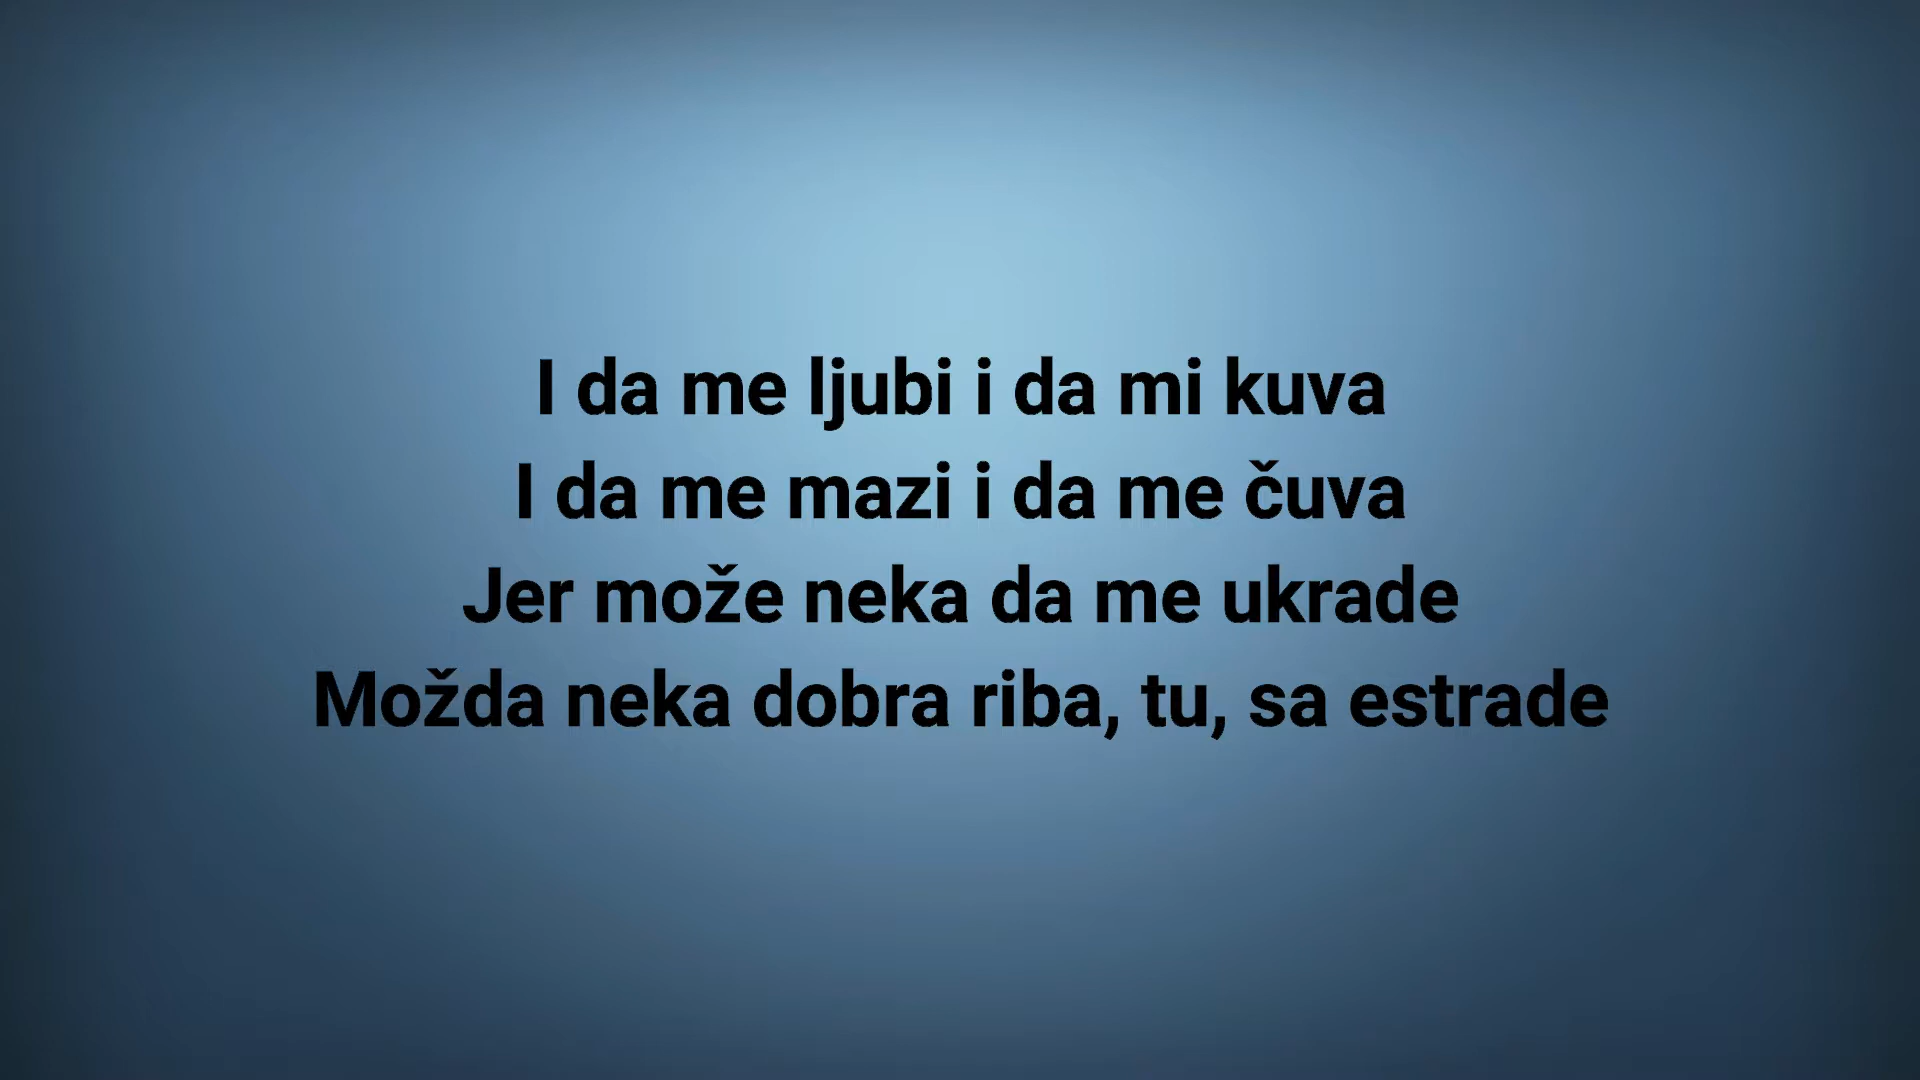 I da me ljubi i da mi kuva
I da me mazi i da me čuva
Jer može neka da me ukrade
Možda neka dobra riba, tu, sa estrade